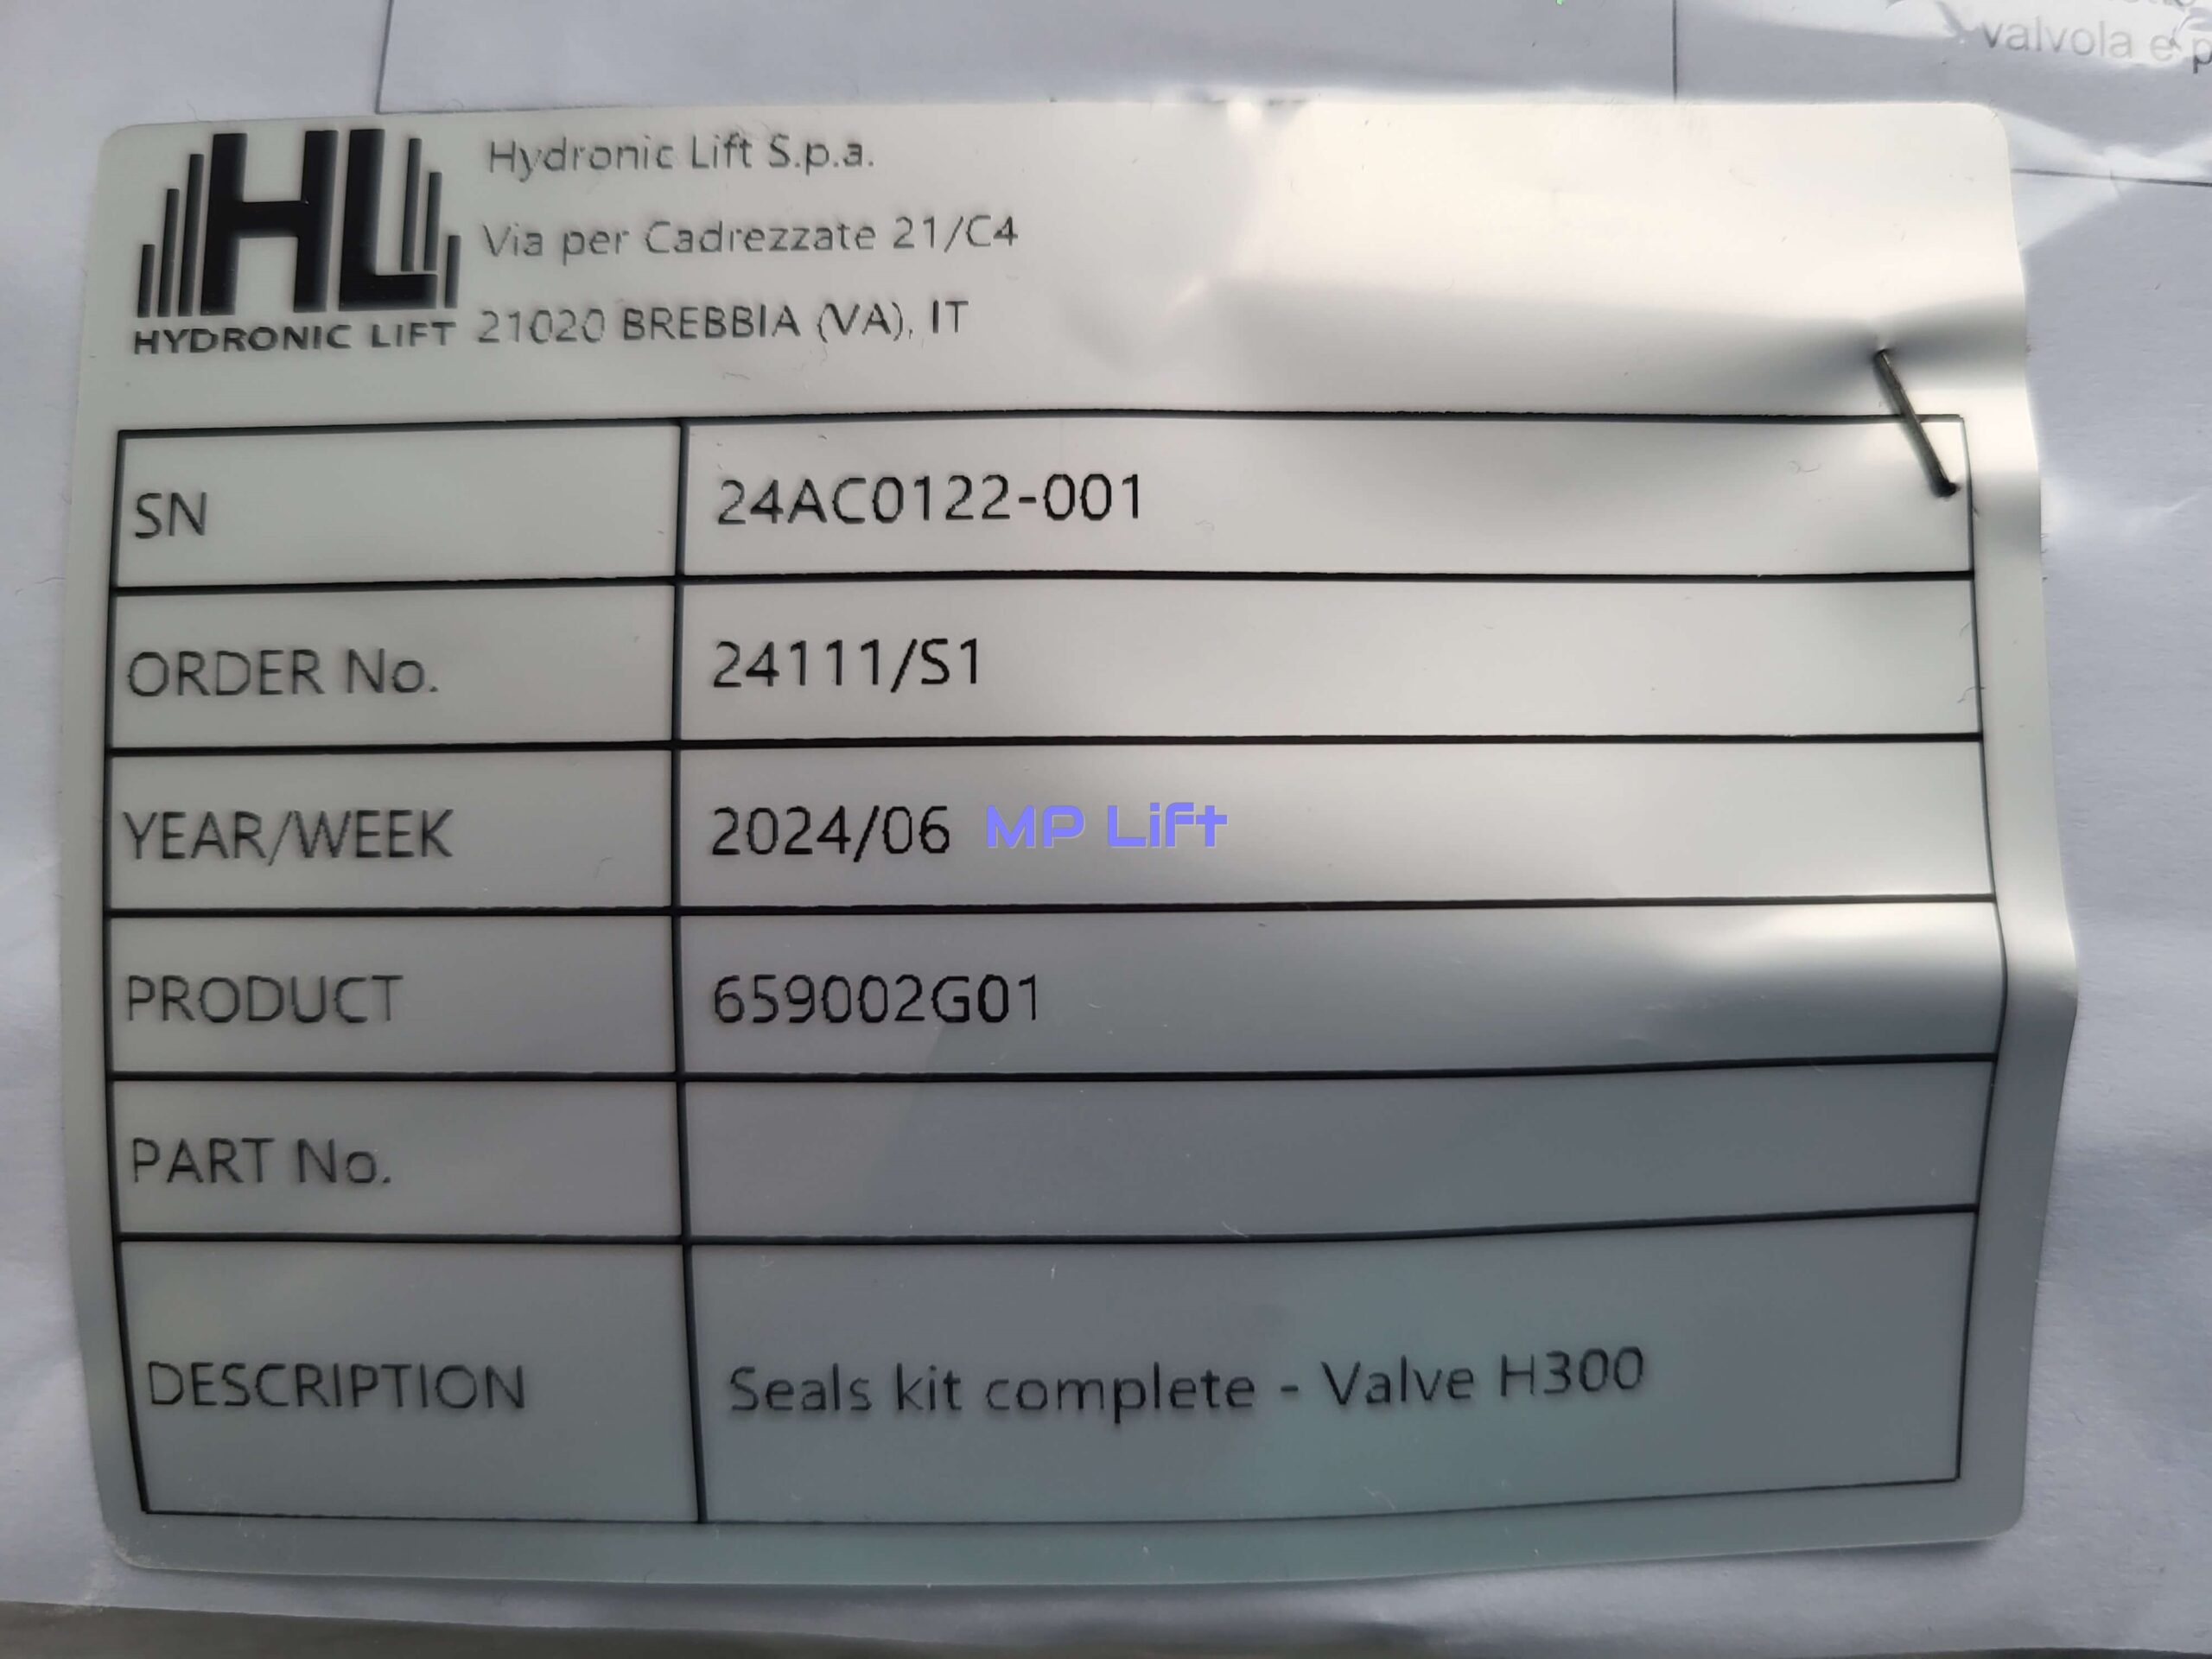 valvola e p
HL
HYDRONIC LIFT
Hydronic Lift S.p.a.
Via per Cadrezzate 21/C4
21020 BREBBIA (VA), IT
SN 24AC0122-001
ORDER No. 24111/S1
YEAR/WEEK 2024/06
MP Lift
PRODUCT 659002G01
PART No.
DESCRIPTION Seals kit complete - Valve H300